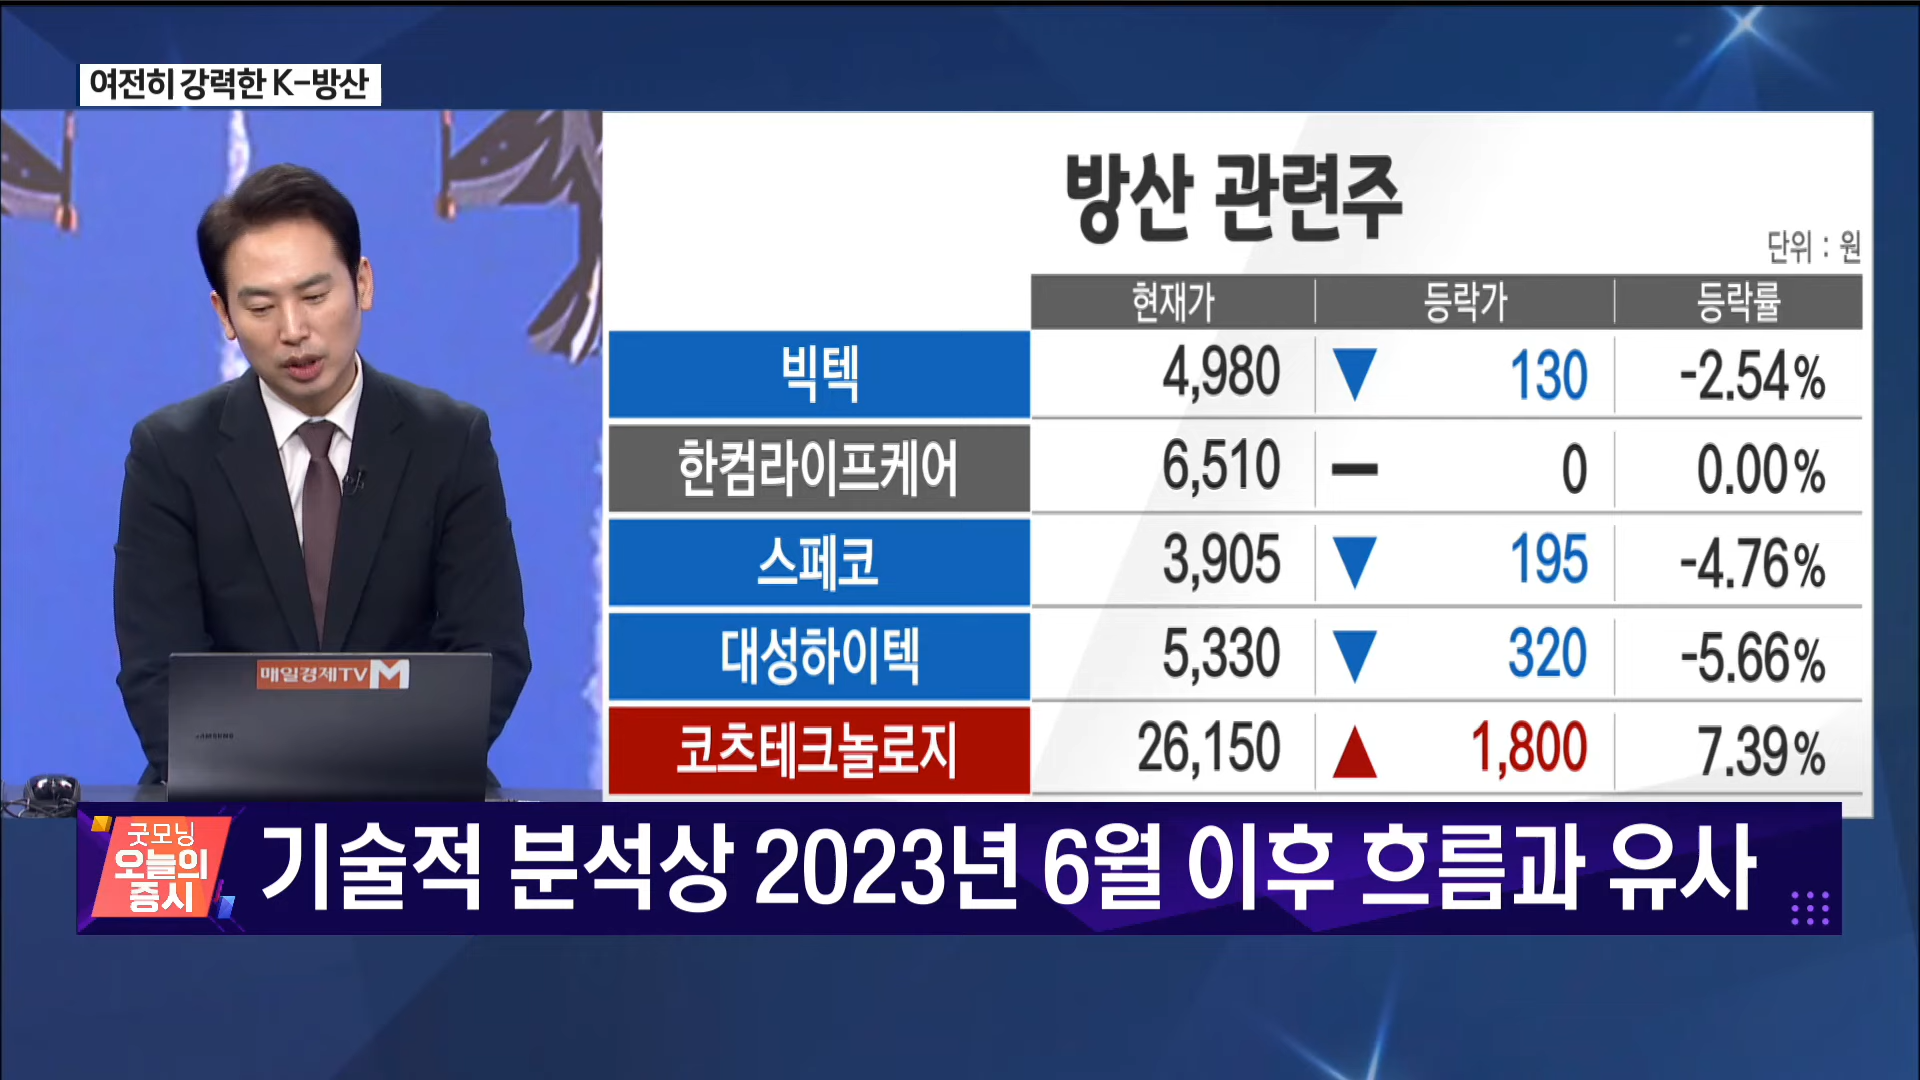 여전히 강력한 K-방산
방산 관련주
단위 : 원
현재가 등락가 등락률
빅텍 4,980 ▼ 130 -2.54%
한컴라이프케어 6,510 — 0 0.00%
스페코 3,905 ▼ 195 -4.76%
대성하이텍 5,330 ▼ 320 -5.66%
코츠테크놀로지 26,150 ▲ 1,800 7.39%
매일경제TV M
SAMSUNG
굿모닝
오늘의
증시
기술적 분석상 2023년 6월 이후 흐름과 유사